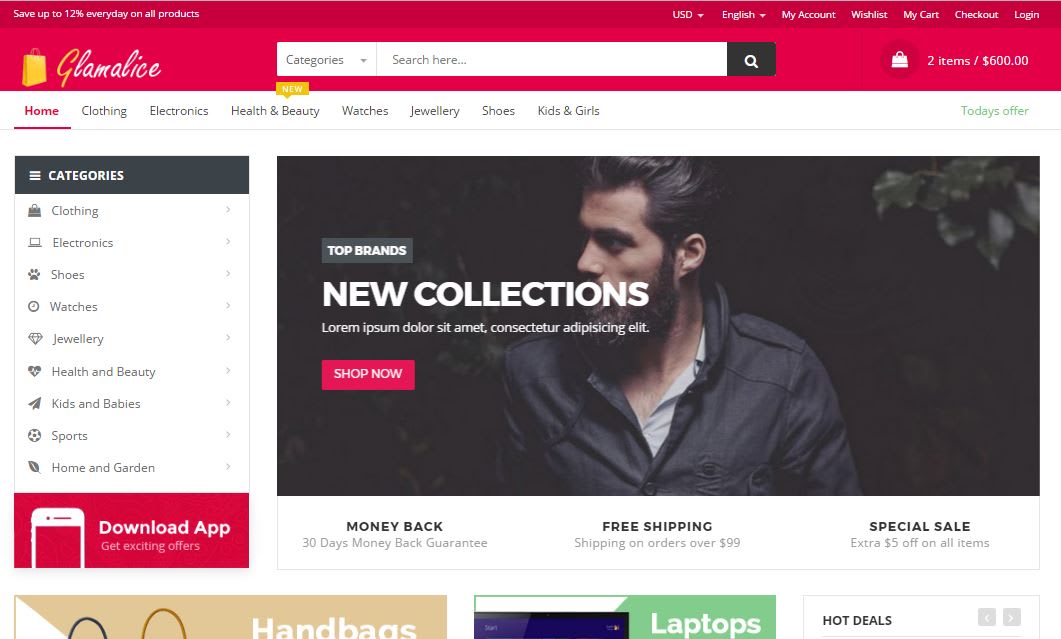 Save up to 12% everyday on all products
USD English My Account Wishlist My Cart Checkout Login
Glamalice
Categories Search here... 2 items / $600.00
NEW
Home Clothing Electronics Health & Beauty Watches Jewellery Shoes Kids & Girls Todays offer
CATEGORIES
Clothing
Electronics
Shoes
Watches
Jewellery
Health and Beauty
Kids and Babies
Sports
Home and Garden
Download App
Get exciting offers
TOP BRANDS
NEW COLLECTIONS
Lorem ipsum dolor sit amet, consectetur adipisicing elit.
SHOP NOW
MONEY BACK
30 Days Money Back Guarantee
FREE SHIPPING
Shipping on orders over $99
SPECIAL SALE
Extra $5 off on all items
Handbags
Start
Laptops
HOT DEALS